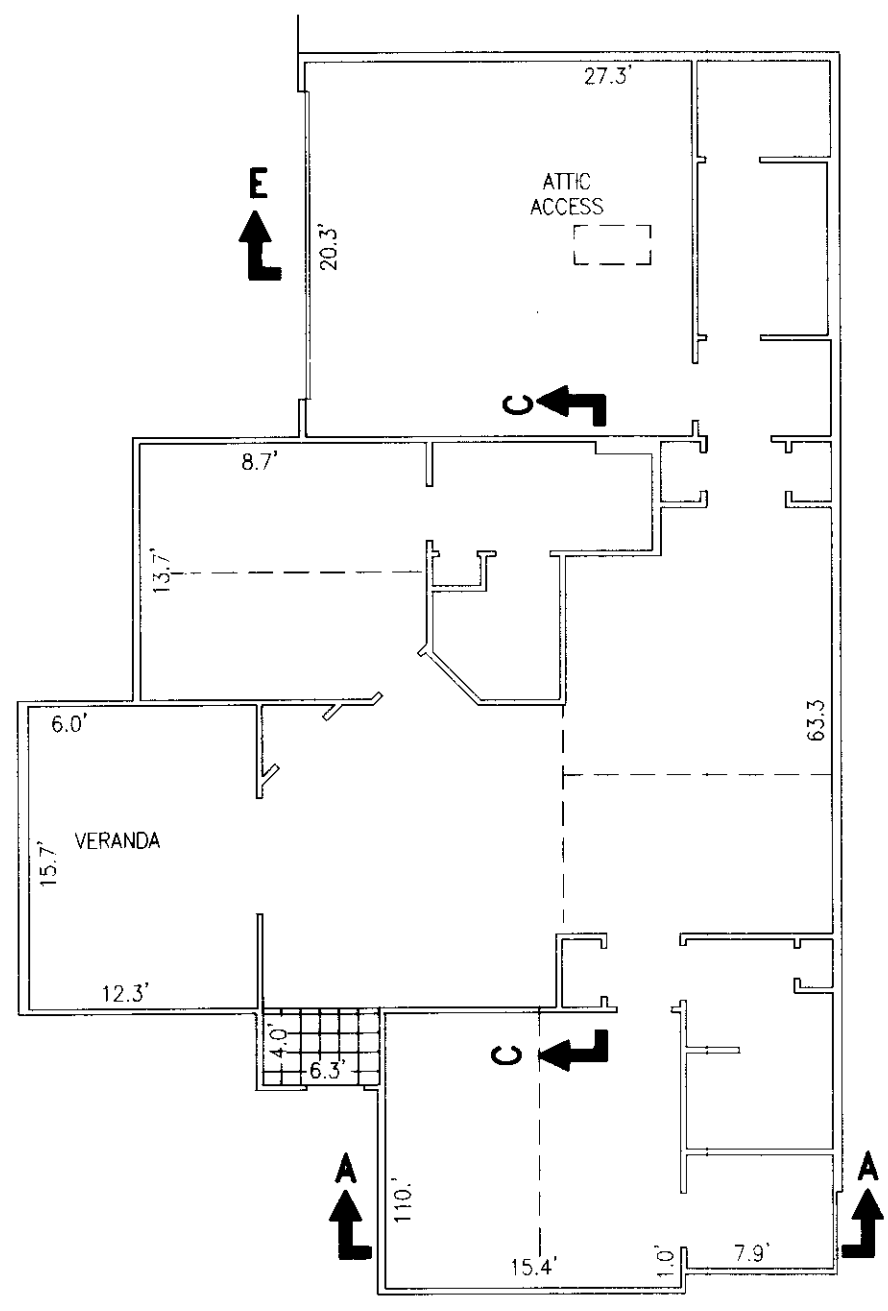 27.3'
E
ATTIC
ACCESS
20.3'
C
8.7'
13.7'
6.0'
63.3
VERANDA
15.7'
12.3'
4.0'
6.3'
C
A
A
110.'
15.4'
1.0'
7.9'